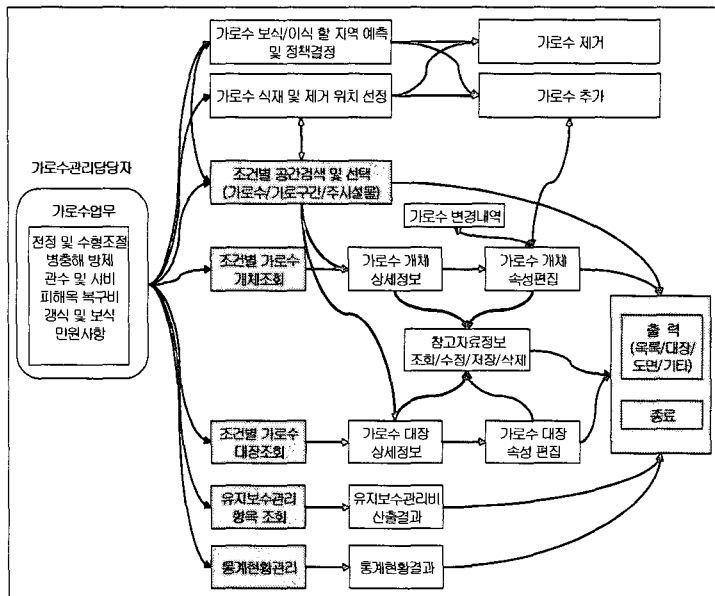 가로수 보식/이식 할 지역 예측
및 정책결정
가로수 제거
가로수 식재 및 제거 위치 선정
가로수 추가
가로수관리담당자
조건별 공간검색 및 선택
(가로수/가로구간/주시설물)
가로수업무
전정 및 수형조절
병충해 방제
관수 및 시비
피해목 복구비
갱식 및 보식
민원사항
가로수 변경내역
조건별 가로수
개체조회
가로수 개체
상세정보
가로수 개체
속성편집
참고자료정보
조회/수정/저장/삭제
출 력
(목록/대장/
도면/기타)
종료
조건별 가로수
대장조회
가로수 대장
상세정보
가로수 대장
속성 편집
유지보수관리
항목 조회
유지보수관리비
산출결과
통계현황관리
통계현황결과